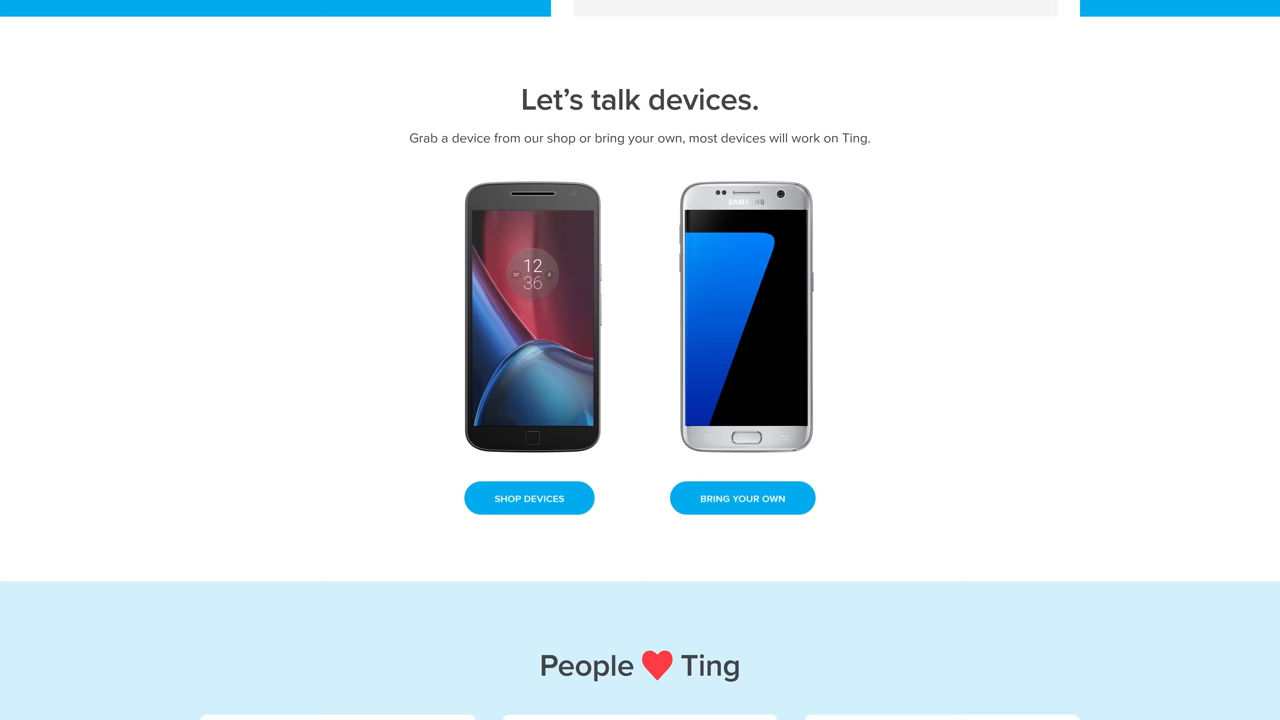 Let’s talk devices.
Grab a device from our shop or bring your own, most devices will work on Ting.
SAMSUNG
12
36
SHOP DEVICES
BRING YOUR OWN
People Ting